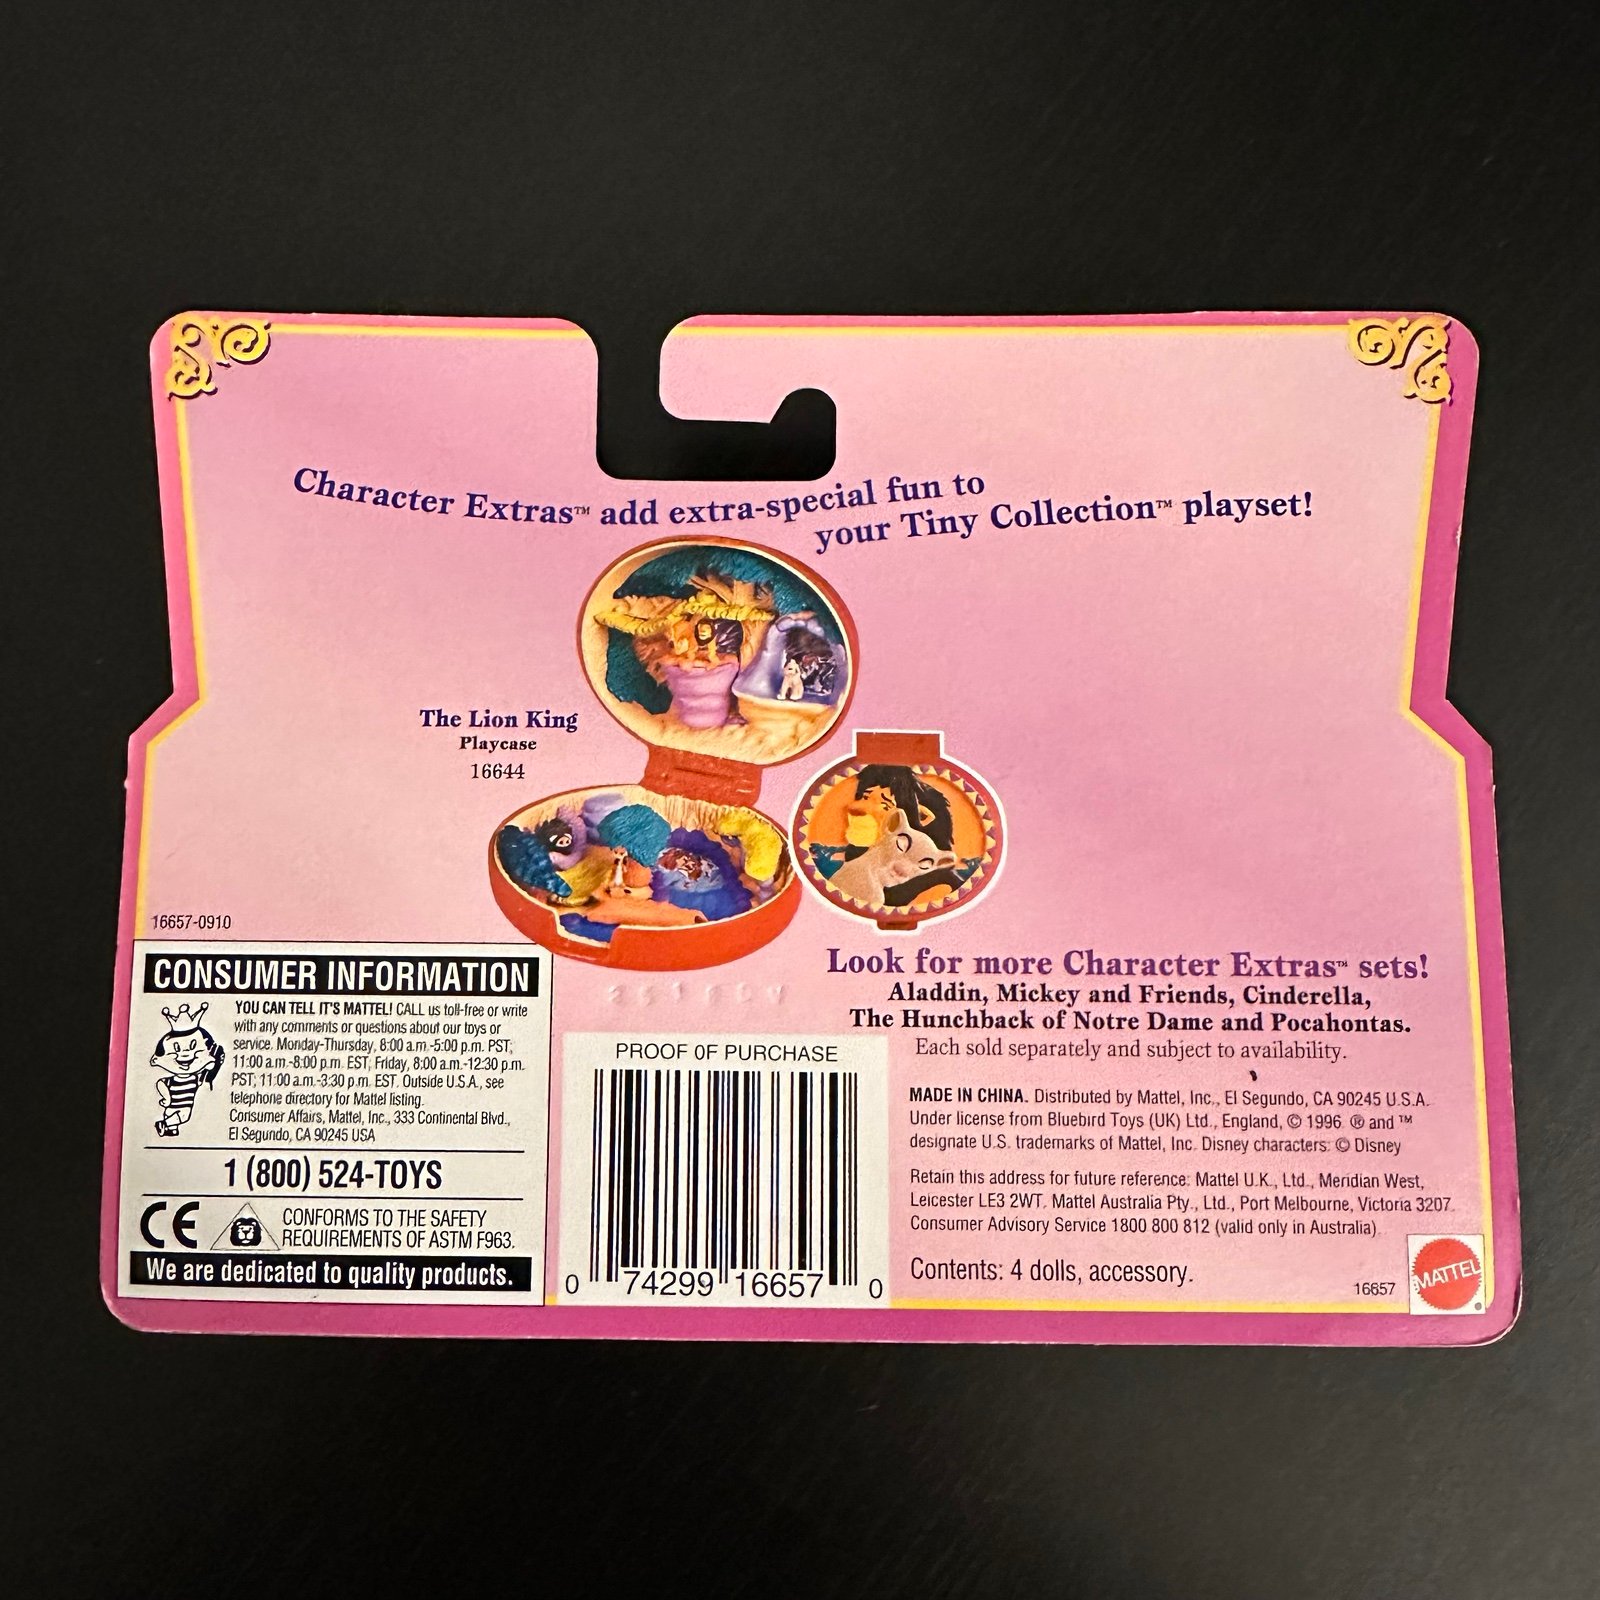 Character Extras™ add extra-special fun to
your Tiny Collection™ playset!
The Lion King
Playcase
16644
16657-0910
CONSUMER INFORMATION
YOU CAN TELL IT'S MATTEL! CALL us toll-free or write
with any comments or questions about our toys or
service. Monday-Thursday, 8:00 a.m.-5:00 p.m. PST;
11:00 a.m.-8:00 p.m. EST; Friday, 8:00 a.m.-12:30 p.m.
PST; 11:00 a.m.-3:30 p.m. EST. Outside U.S.A., see
telephone directory for Mattel listing.
Consumer Affairs, Mattel, Inc., 333 Continental Blvd.,
El Segundo, CA 90245 USA
1 (800) 524-TOYS
CE
CONFORMS TO THE SAFETY
REQUIREMENTS OF ASTM F963.
We are dedicated to quality products.
PROOF OF PURCHASE
0 74299 16657 0
Look for more Character Extras™ sets!
Aladdin, Mickey and Friends, Cinderella,
The Hunchback of Notre Dame and Pocahontas.
Each sold separately and subject to availability.
MADE IN CHINA. Distributed by Mattel, Inc., El Segundo, CA 90245 U.S.A.
Under license from Bluebird Toys (UK) Ltd., England, © 1996 ® and ™
designate U.S. trademarks of Mattel, Inc. Disney characters: © Disney
Retain this address for future reference: Mattel U.K., Ltd., Meridian West,
Leicester LE3 2WT. Mattel Australia Pty., Ltd., Port Melbourne, Victoria 3207.
Consumer Advisory Service 1800 800 812 (valid only in Australia).
Contents: 4 dolls, accessory.
16657
MATTEL